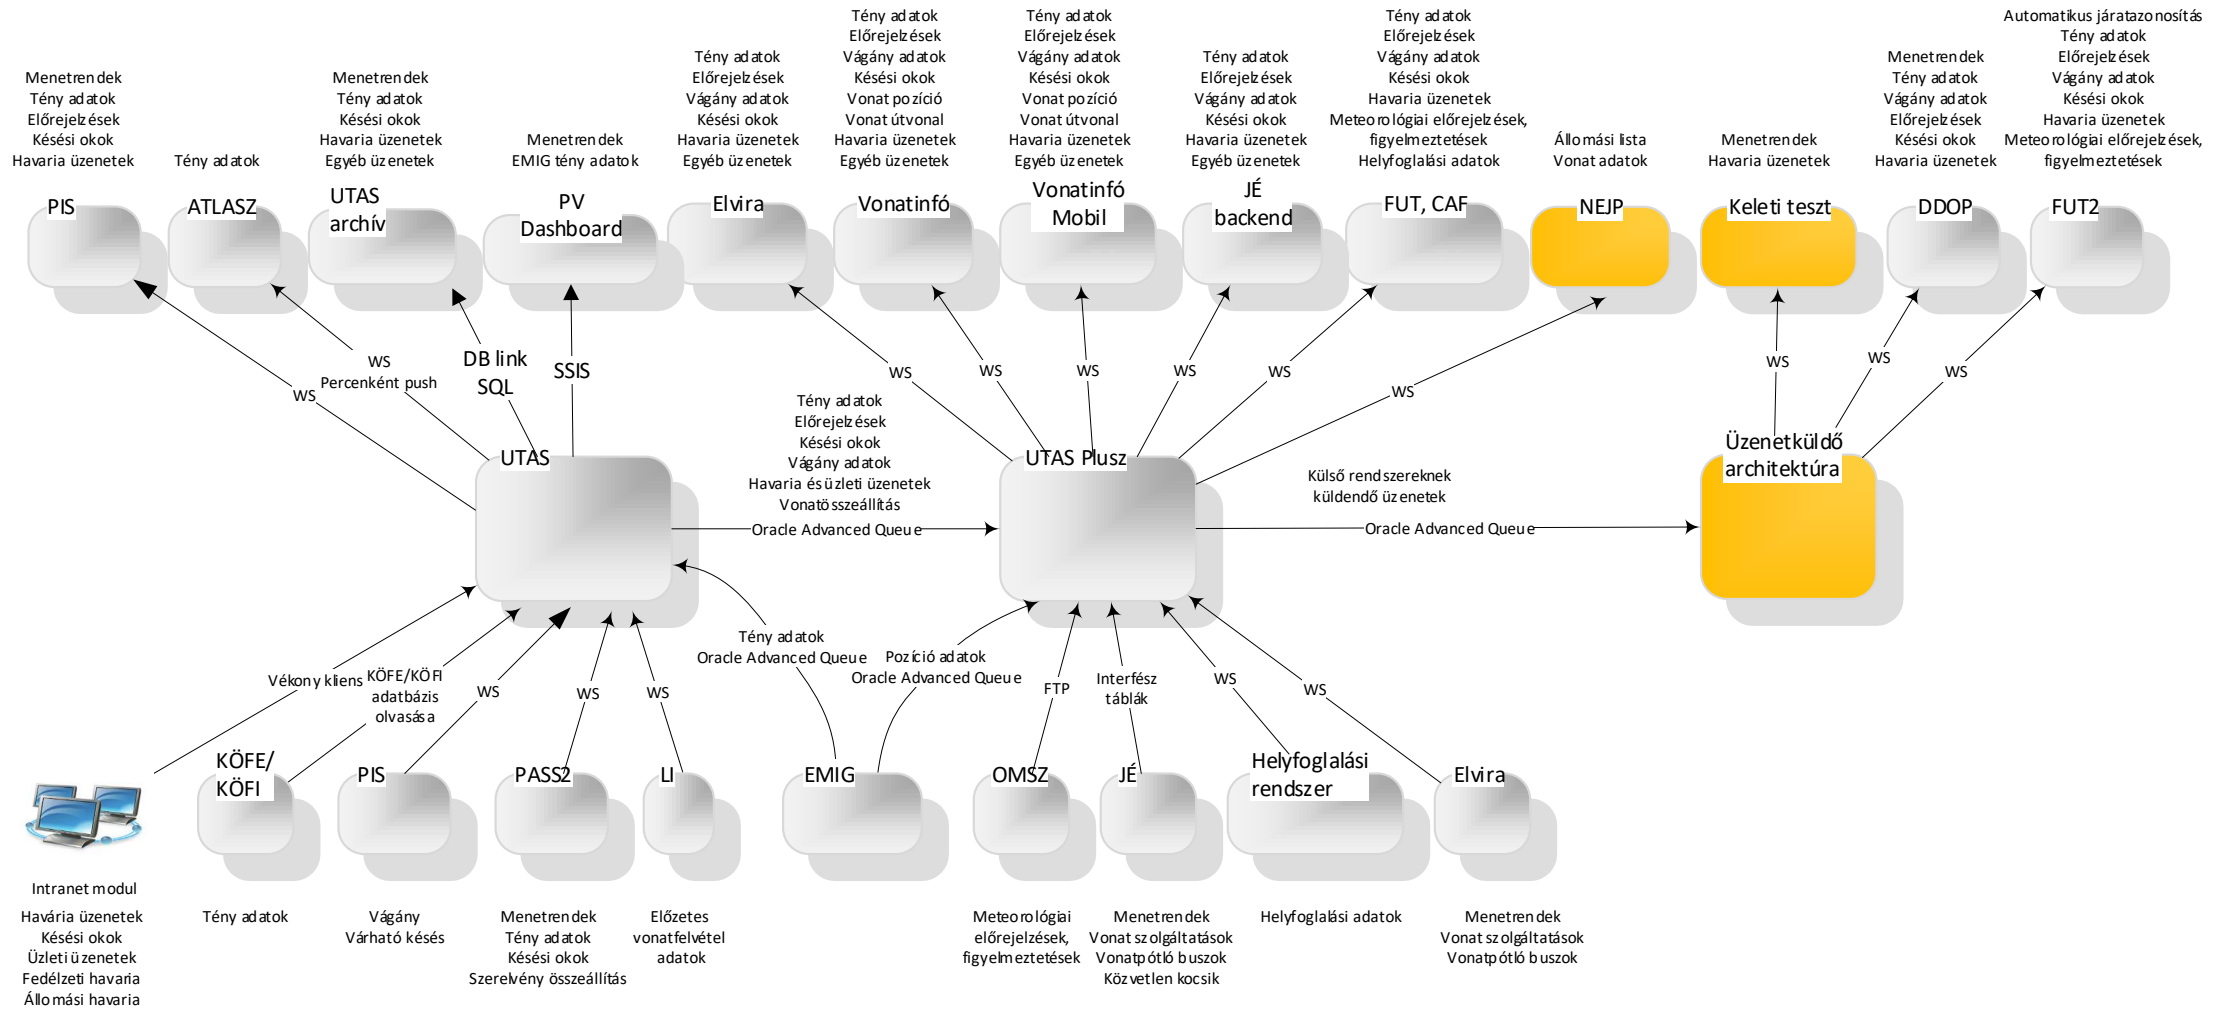 Menetrendek
Tény adatok
Előrejelzések
Késési okok
Havaria üzenetek
PIS
Tény adatok
ATLASZ
Menetrendek
Tény adatok
Késési okok
Havaria üzenetek
Egyéb üzenetek
UTAS
archív
Menetrendek
EMIG tény adatok
PV
Dashboard
Tény adatok
Előrejelzések
Vágány adatok
Késési okok
Havaria üzenetek
Egyéb üzenetek
Elvira
Tény adatok
Előrejelzések
Vágány adatok
Késési okok
Vonat pozíció
Vonat útvonal
Havaria üzenetek
Egyéb üzenetek
Vonatinfó
Tény adatok
Előrejelzések
Vágány adatok
Késési okok
Vonat pozíció
Vonat útvonal
Havaria üzenetek
Egyéb üzenetek
Vonatinfó
Mobil
Tény adatok
Előrejelzések
Vágány adatok
Késési okok
Havaria üzenetek
Egyéb üzenetek
JÉ
backend
Tény adatok
Előrejelzések
Vágány adatok
Késési okok
Havaria üzenetek
Meteorológiai előrejelzések,
figyelmeztetések
Helyfoglalási adatok
FUT, CAF
Állomási lista
Vonat adatok
NEJP
Menetrendek
Havaria üzenetek
Keleti teszt
Menetrendek
Tény adatok
Vágány adatok
Előrejelzések
Késési okok
Havaria üzenetek
DDOP
Automatikus járatazonosítás
Tény adatok
Előrejelzések
Vágány adatok
Késési okok
Havaria üzenetek
Meteorológiai előrejelzések,
figyelmeztetések
FUT2
WS
WS
Percenként push
DB link
SQL
SSIS
WS
WS
WS
WS
WS
WS
WS
WS
WS
UTAS
Tény adatok
Előrejelzések
Késési okok
Vágány adatok
Havaria és üzleti üzenetek
Vonatösszeállítás
Oracle Advanced Queue
UTAS Plusz
Külső rendszereknek
küldendő üzenetek
Oracle Advanced Queue
Üzenetküldő
architektúra
Vékony kliens
KÖFE/KÖFI
adatbázis
olvasása
WS
WS
WS
Tény adatok
Oracle Advanced Queue
Pozíció adatok
Oracle Advanced Queue
FTP
Interfész
táblák
WS
WS
KÖFE/
KÖFI
PIS
PASS2
LI
EMIG
OMSZ
JÉ
Helyfoglalási
rendszer
Elvira
Intranet modul
Havária üzenetek
Késési okok
Üzleti üzenetek
Fedélzeti havaria
Állomási havaria
Tény adatok
Vágány
Várható késés
Menetrendek
Tény adatok
Késési okok
Szerelvény összeállítás
Előzetes
vonatfelvétel
adatok
Meteorológiai
előrejelzések,
figyelmeztetések
Menetrendek
Vonat szolgáltatások
Vonatpótló buszok
Közvetlen kocsik
Helyfoglalási adatok
Menetrendek
Vonat szolgáltatások
Vonatpótló buszok